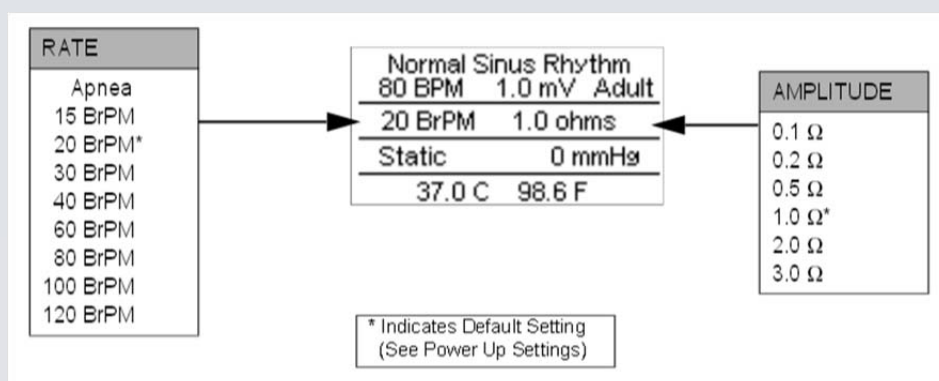 RATE
Apnea
15 BrPM
20 BrPM*
30 BrPM
40 BrPM
60 BrPM
80 BrPM
100 BrPM
120 BrPM
Normal Sinus Rhythm
80 BPM 1.0 mV Adult
20 BrPM 1.0 ohms
Static 0 mmHg
37.0 C 98.6 F
AMPLITUDE
0.1 Ω
0.2 Ω
0.5 Ω
1.0 Ω*
2.0 Ω
3.0 Ω
* Indicates Default Setting
(See Power Up Settings)